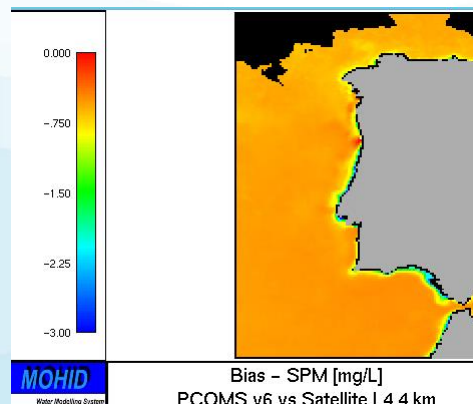 0.000
-.750
-1.50
-2.25
-3.00
MOHID
Water Modelling System
Bias - SPM [mg/L]
PCOMS v6 vs Satellite L4 4 km